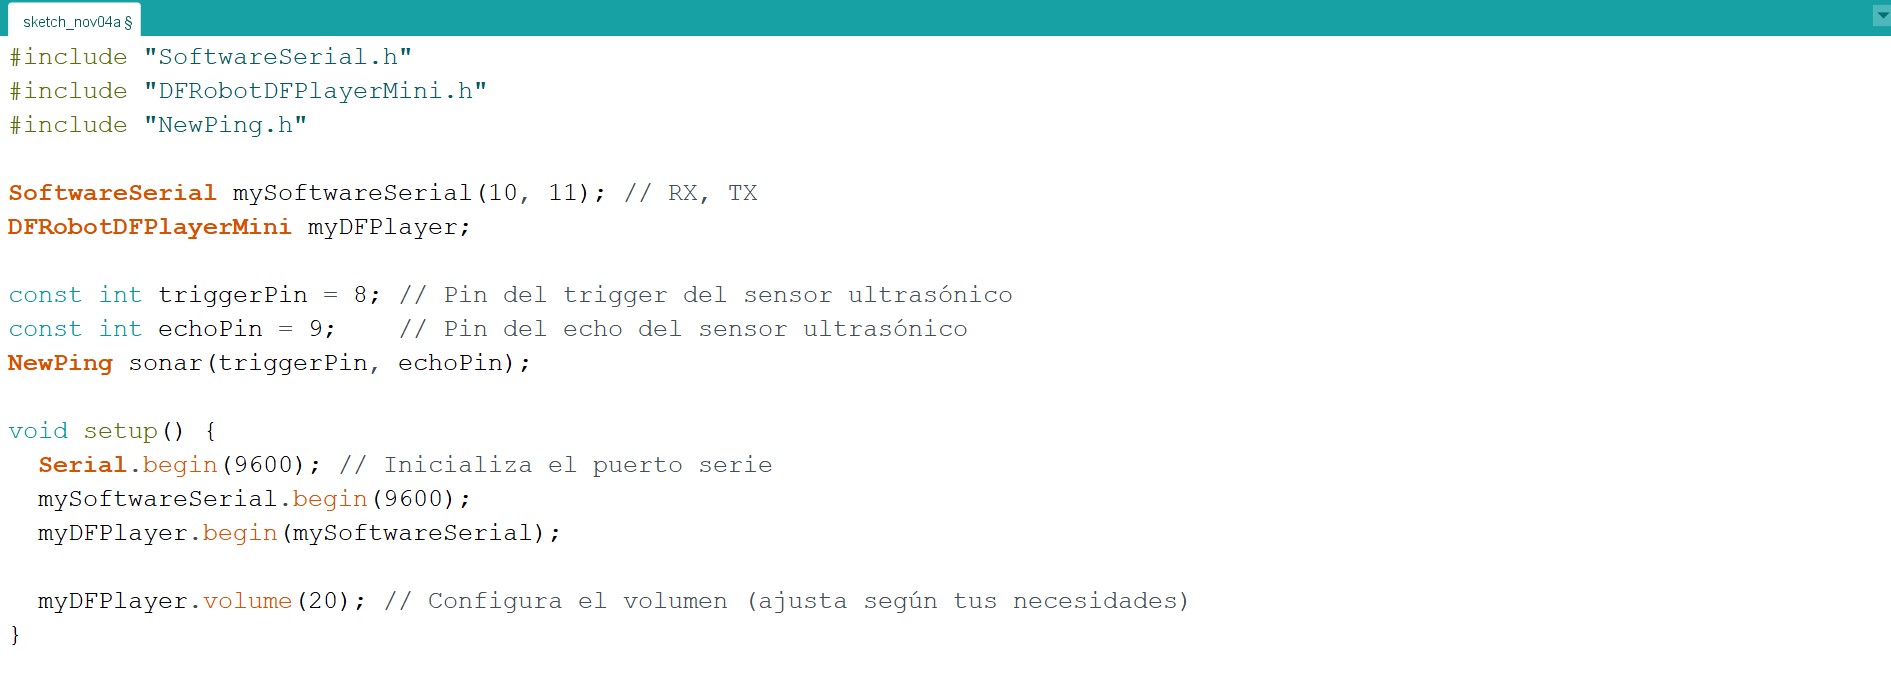 sketch_nov04a §
#include "SoftwareSerial.h"
#include "DFRobotDFPlayerMini.h"
#include "NewPing.h"
SoftwareSerial mySoftwareSerial(10, 11); // RX, TX
DFRobotDFPlayerMini myDFPlayer;
const int triggerPin = 8; // Pin del trigger del sensor ultrasónico
const int echoPin = 9;    // Pin del echo del sensor ultrasónico
NewPing sonar(triggerPin, echoPin);
void setup() {
  Serial.begin(9600); // Inicializa el puerto serie
  mySoftwareSerial.begin(9600);
  myDFPlayer.begin(mySoftwareSerial);
  myDFPlayer.volume(20); // Configura el volumen (ajusta según tus necesidades)
}